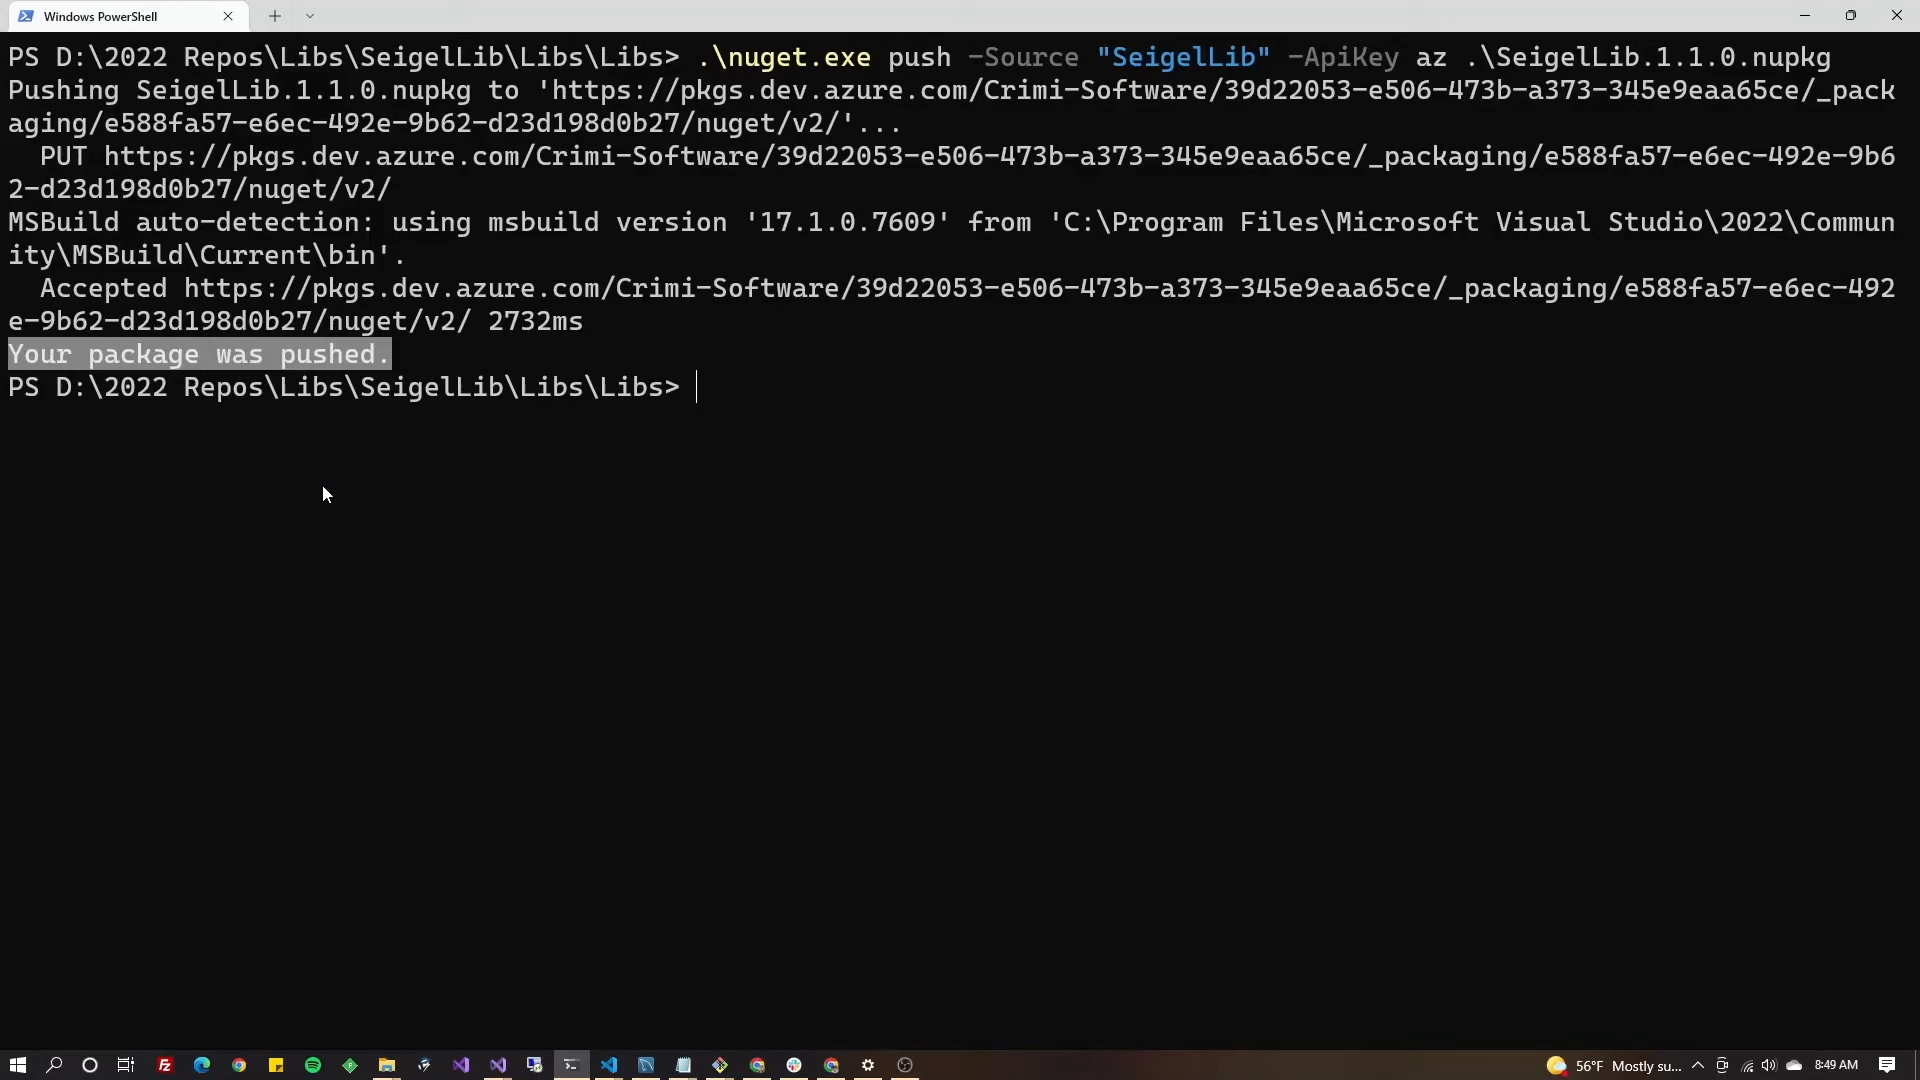 Windows PowerShell
PS D:\2022 Repos\Libs\SeigelLib\Libs\Libs> .\nuget.exe push -Source "SeigelLib" -ApiKey az .\SeigelLib.1.1.0.nupkg
Pushing SeigelLib.1.1.0.nupkg to 'https://pkgs.dev.azure.com/Crimi-Software/39d22053-e506-473b-a373-345e9eaa65ce/_pack
aging/e588fa57-e6ec-492e-9b62-d23d198d0b27/nuget/v2/'...
  PUT https://pkgs.dev.azure.com/Crimi-Software/39d22053-e506-473b-a373-345e9eaa65ce/_packaging/e588fa57-e6ec-492e-9b6
2-d23d198d0b27/nuget/v2/
MSBuild auto-detection: using msbuild version '17.1.0.7609' from 'C:\Program Files\Microsoft Visual Studio\2022\Commun
ity\MSBuild\Current\bin'.
  Accepted https://pkgs.dev.azure.com/Crimi-Software/39d22053-e506-473b-a373-345e9eaa65ce/_packaging/e588fa57-e6ec-492
e-9b62-d23d198d0b27/nuget/v2/ 2732ms
Your package was pushed.
PS D:\2022 Repos\Libs\SeigelLib\Libs\Libs>
56°F Mostly su... 8:49 AM